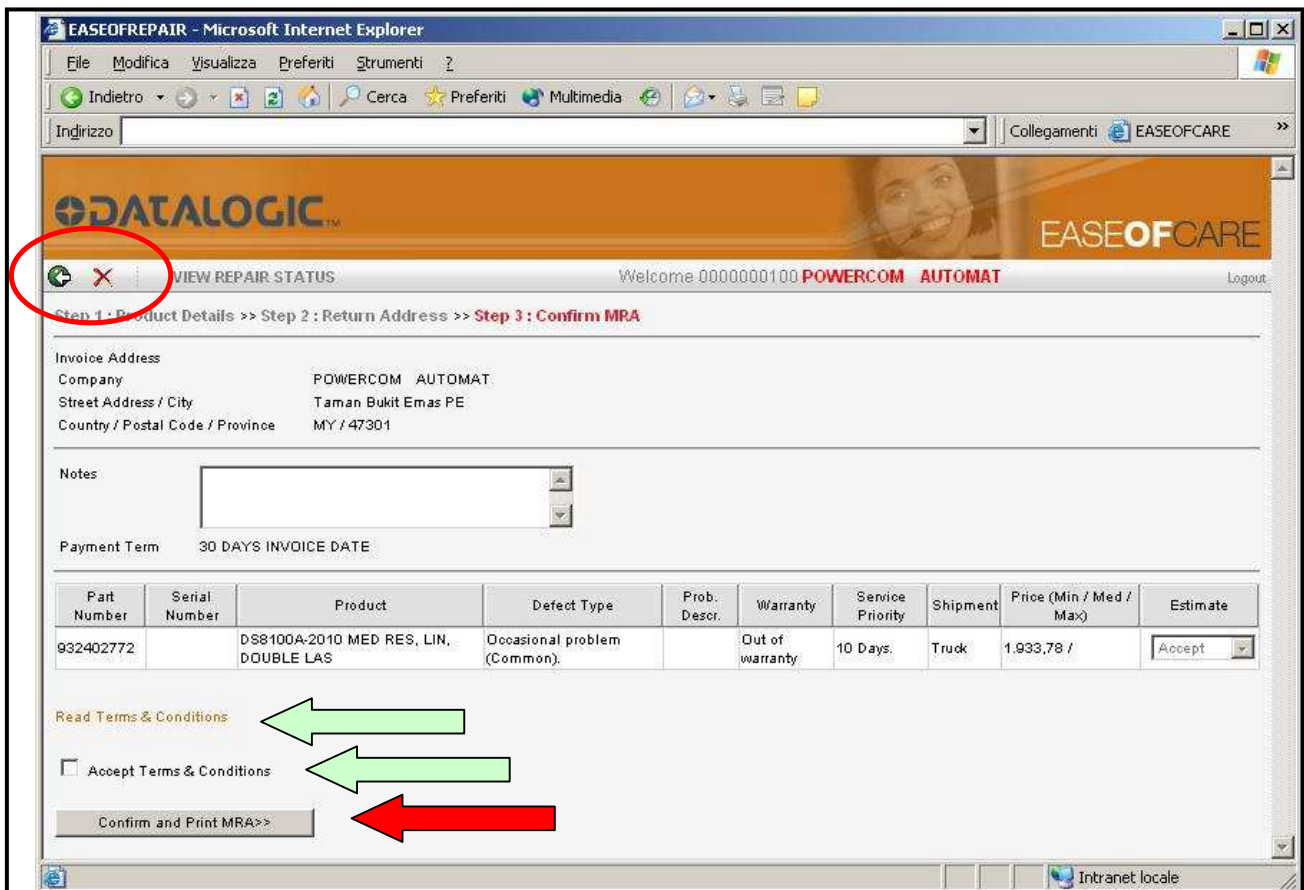 EASEOFREPAIR - Microsoft Internet Explorer
File Modifica Visualizza Preferiti Strumenti ?
Indietro Cerca Preferiti Multimedia
Indirizzo Collegamenti EASEOFCARE »
DATALOGIC™
EASEOFCARE
VIEW REPAIR STATUS Welcome 0000000100 POWERCOM AUTOMAT Logout
Step 1 : Product Details >> Step 2 : Return Address >> Step 3 : Confirm MRA
Invoice Address
Company POWERCOM AUTOMAT
Street Address / City Taman Bukit Emas PE
Country / Postal Code / Province MY / 47301
Notes
Payment Term 30 DAYS INVOICE DATE
Part Number Serial Number Product Defect Type Prob. Descr. Warranty Service Priority Shipment Price (Min / Med / Max) Estimate
932402772 DS8100A-2010 MED RES, LIN, DOUBLE LAS Occasional problem (Common). Out of warranty 10 Days. Truck 1.933,78 / Accept
Read Terms & Conditions
Accept Terms & Conditions
Confirm and Print MRA>>
Intranet locale